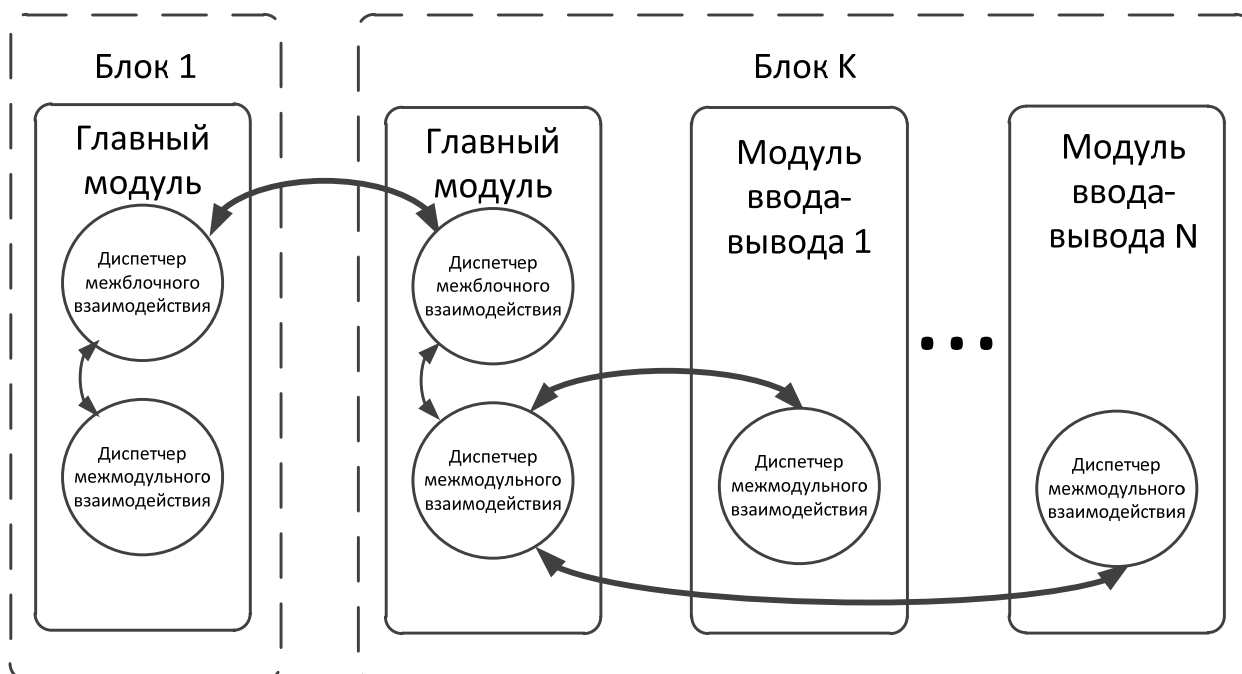 Блок 1
Главный
модуль
Диспетчер
межблочного
взаимодействия
Диспетчер
межмодульного
взаимодействия
Блок K
Главный
модуль
Диспетчер
межблочного
взаимодействия
Диспетчер
межмодульного
взаимодействия
Модуль
ввода-
вывода 1
Диспетчер
межмодульного
взаимодействия
...
Модуль
ввода-
вывода N
Диспетчер
межмодульного
взаимодействия